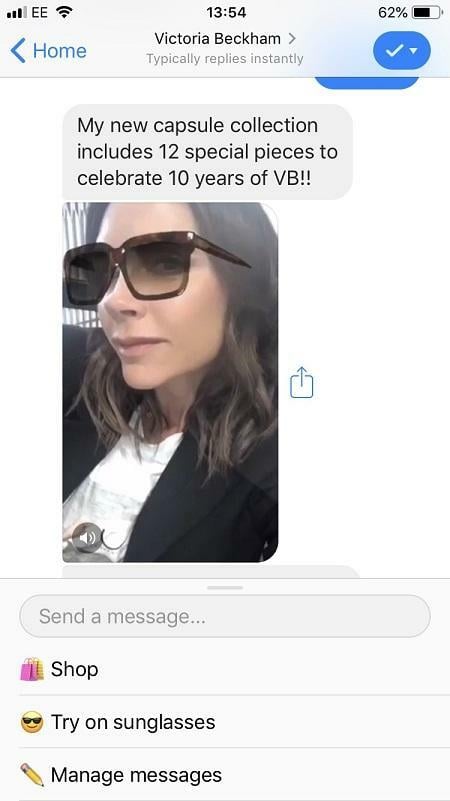 EE 13:54 62%
Home
Victoria Beckham
Typically replies instantly
My new capsule collection
includes 12 special pieces to
celebrate 10 years of VB!!
Send a message...
Shop
Try on sunglasses
Manage messages